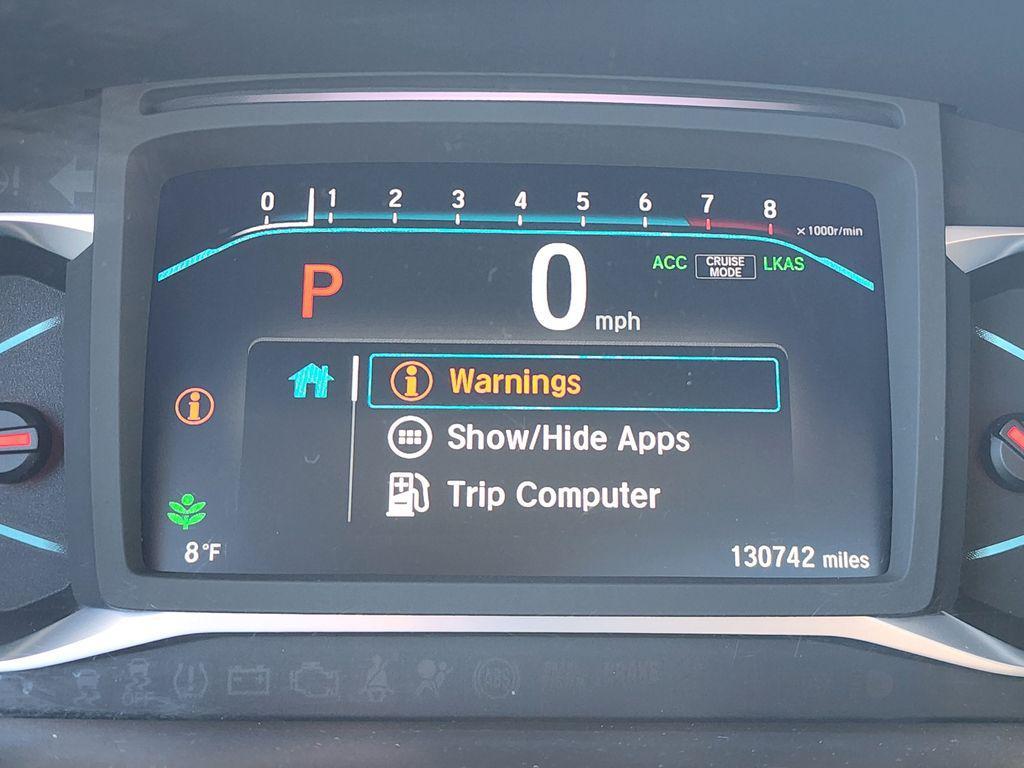 0 1 2 3 4 5 6 7 8
×1000r/min
P 0 mph
ACC CRUISE MODE LKAS
Warnings
Show/Hide Apps
Trip Computer
8°F
130742 miles
ABS